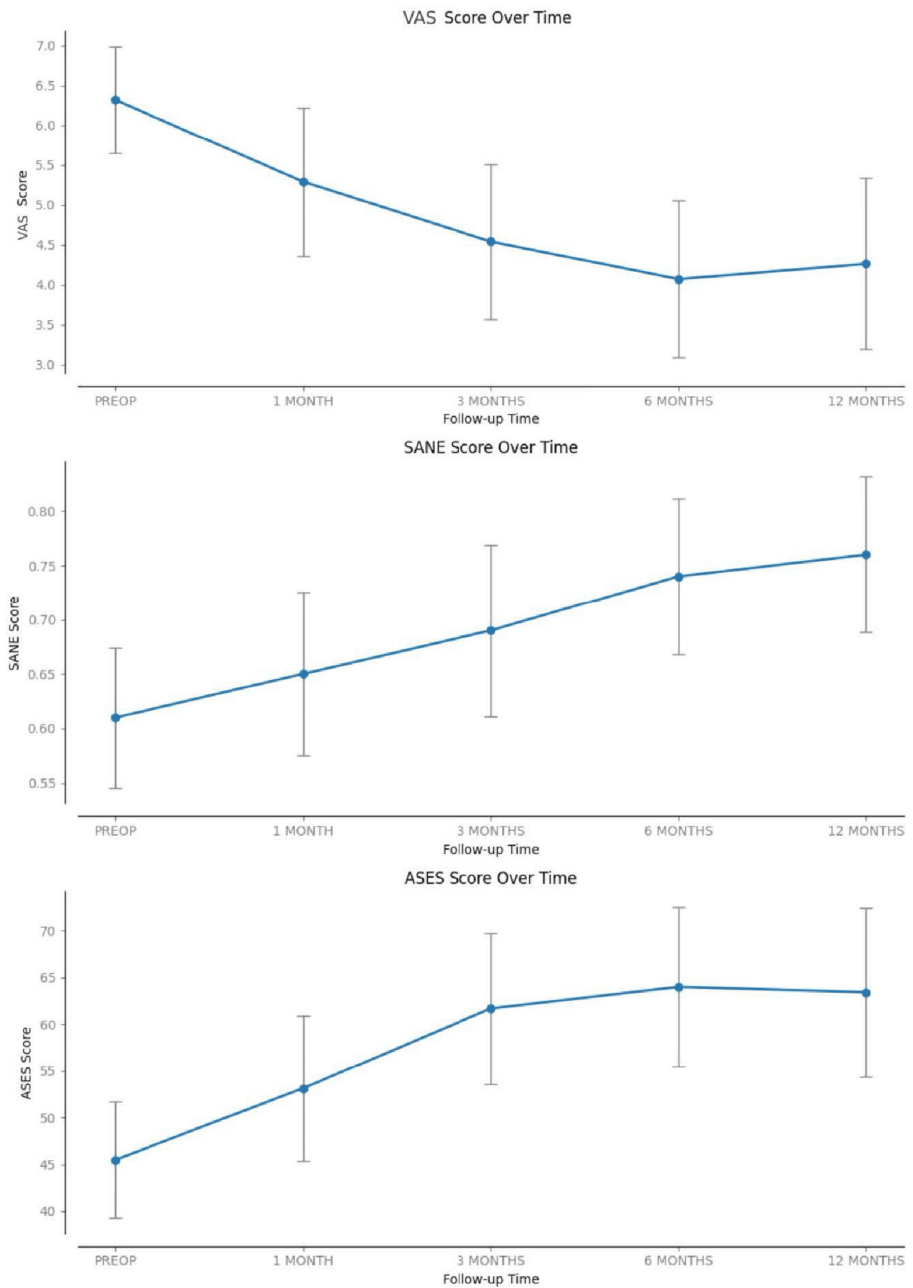 VAS Score Over Time
7.0
6.5
6.0
5.5
5.0
4.5
4.0
3.5
3.0
VAS Score
PREOP 1 MONTH 3 MONTHS 6 MONTHS 12 MONTHS
Follow-up Time
SANE Score Over Time
0.80
0.75
0.70
0.65
0.60
0.55
SANE Score
PREOP 1 MONTH 3 MONTHS 6 MONTHS 12 MONTHS
Follow-up Time
ASES Score Over Time
70
65
60
55
50
45
40
ASES Score
PREOP 1 MONTH 3 MONTHS 6 MONTHS 12 MONTHS
Follow-up Time